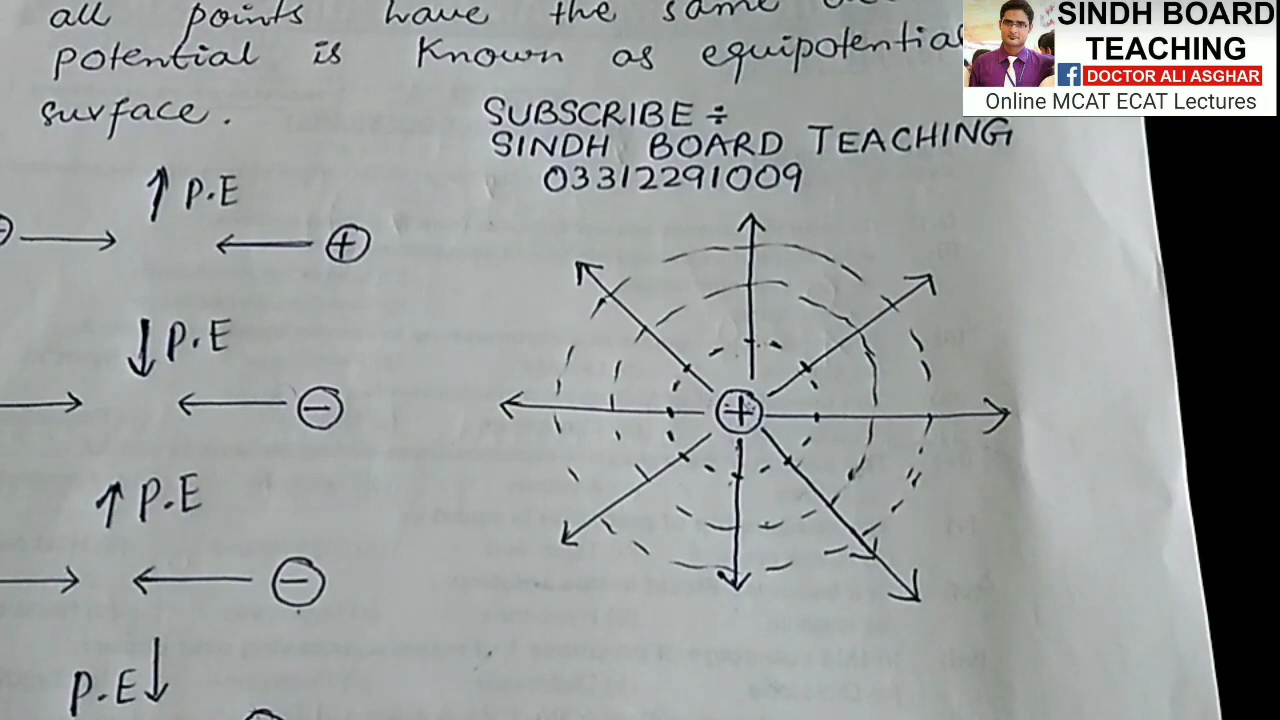 all points have the same
potential is known as equipotential
surface.
SINDH BOARD
TEACHING
f DOCTOR ALI ASGHAR
Online MCAT ECAT Lectures
SUBSCRIBE ÷
SINDH BOARD TEACHING
03312291009
↑ P.E
+
↓ P.E
−
↑ P.E
−
P.E ↓
+